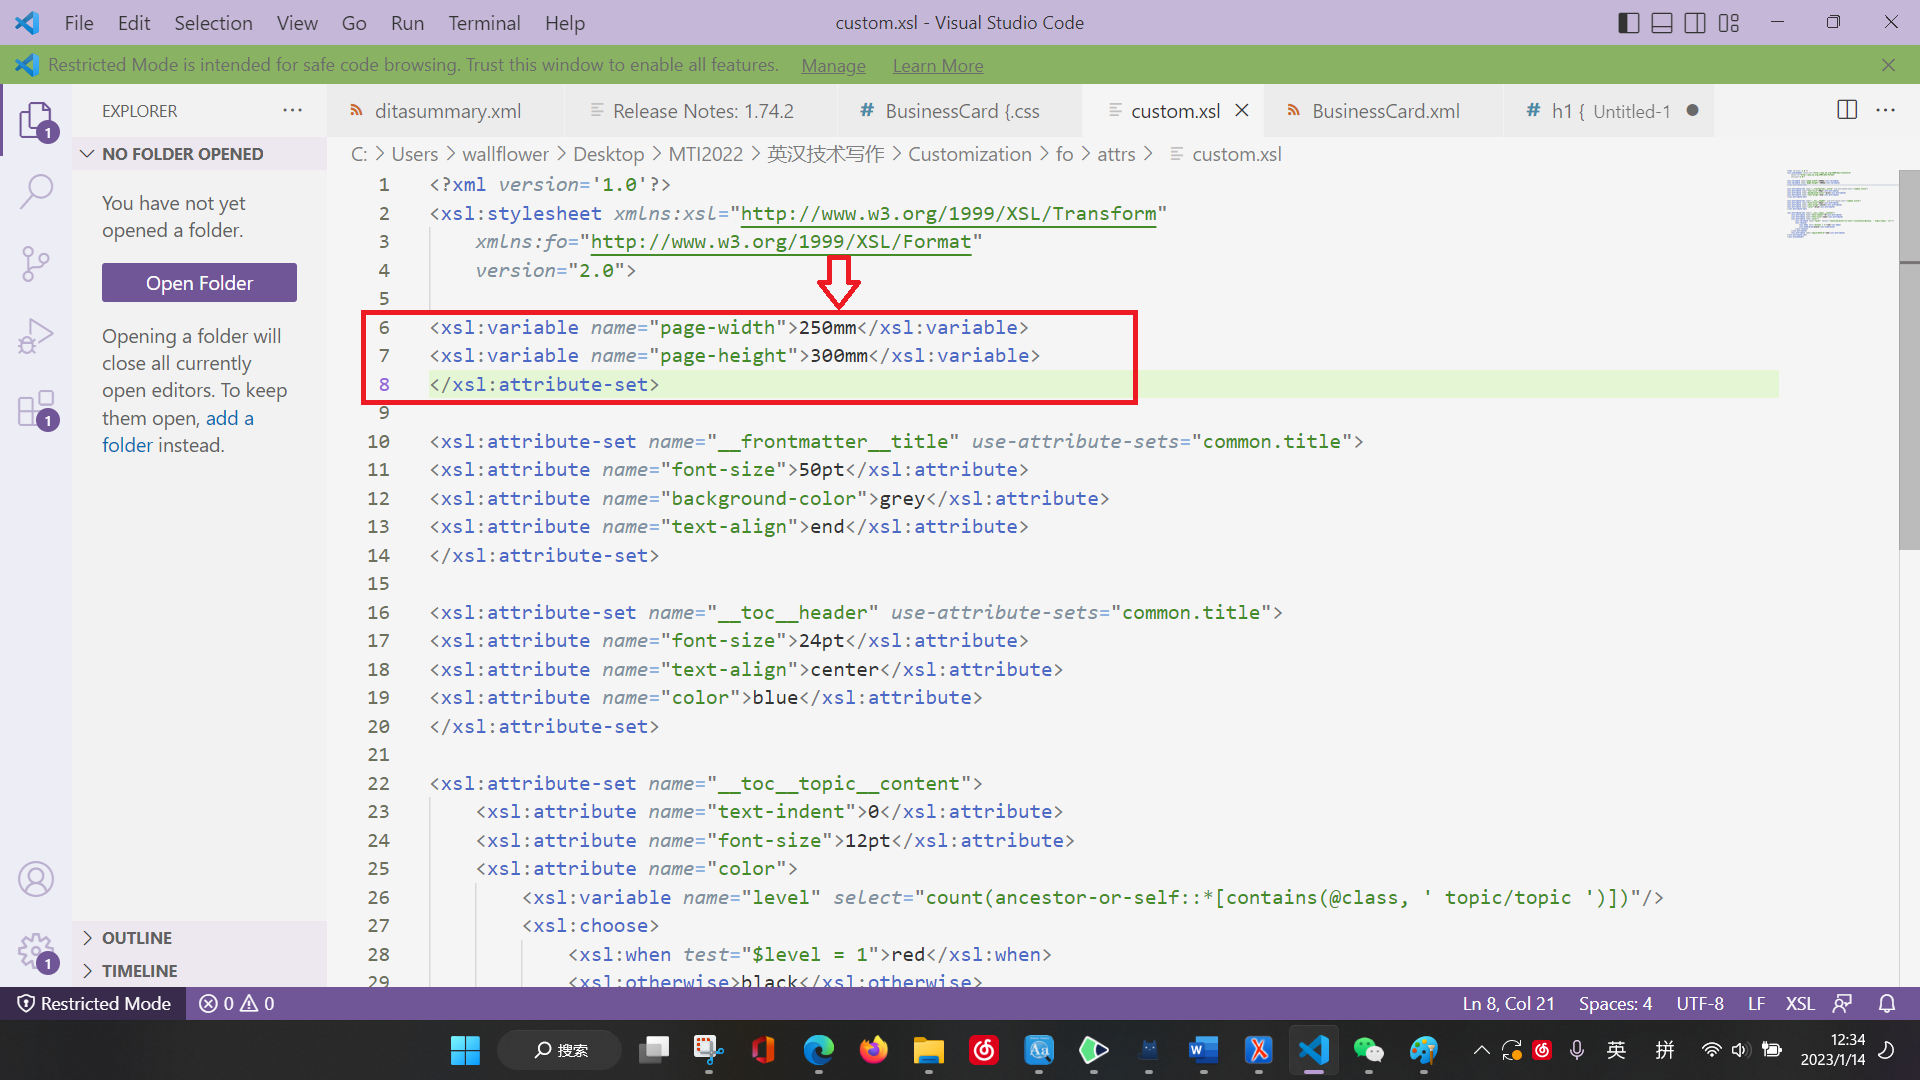 File Edit Selection View Go Run Terminal Help
custom.xsl - Visual Studio Code
Restricted Mode is intended for safe code browsing. Trust this window to enable all features. Manage Learn More
EXPLORER
ditasummary.xml
Release Notes: 1.74.2
# BusinessCard {.css
custom.xsl
BusinessCard.xml
# h1 { Untitled-1
NO FOLDER OPENED
C: > Users > wallflower > Desktop > MTI2022 > 英汉技术写作 > Customization > fo > attrs > custom.xsl
You have not yet
opened a folder.
Open Folder
Opening a folder will
close all currently
open editors. To keep
them open, add a
folder instead.
OUTLINE
TIMELINE
1 <?xml version='1.0'?>
2 <xsl:stylesheet xmlns:xsl="http://www.w3.org/1999/XSL/Transform"
3 xmlns:fo="http://www.w3.org/1999/XSL/Format"
4 version="2.0">
5
6 <xsl:variable name="page-width">250mm</xsl:variable>
7 <xsl:variable name="page-height">300mm</xsl:variable>
8 </xsl:attribute-set>
9
10 <xsl:attribute-set name="__frontmatter__title" use-attribute-sets="common.title">
11 <xsl:attribute name="font-size">50pt</xsl:attribute>
12 <xsl:attribute name="background-color">grey</xsl:attribute>
13 <xsl:attribute name="text-align">end</xsl:attribute>
14 </xsl:attribute-set>
15
16 <xsl:attribute-set name="__toc__header" use-attribute-sets="common.title">
17 <xsl:attribute name="font-size">24pt</xsl:attribute>
18 <xsl:attribute name="text-align">center</xsl:attribute>
19 <xsl:attribute name="color">blue</xsl:attribute>
20 </xsl:attribute-set>
21
22 <xsl:attribute-set name="__toc__topic__content">
23 <xsl:attribute name="text-indent">0</xsl:attribute>
24 <xsl:attribute name="font-size">12pt</xsl:attribute>
25 <xsl:attribute name="color">
26 <xsl:variable name="level" select="count(ancestor-or-self::*[contains(@class, ' topic/topic ')])"/>
27 <xsl:choose>
28 <xsl:when test="$level = 1">red</xsl:when>
29 <xsl:otherwise>black</xsl:otherwise>
1
1
1
Restricted Mode 0 0
Ln 8, Col 21 Spaces: 4 UTF-8 LF XSL
搜索
英 拼
12:34
2023/1/14